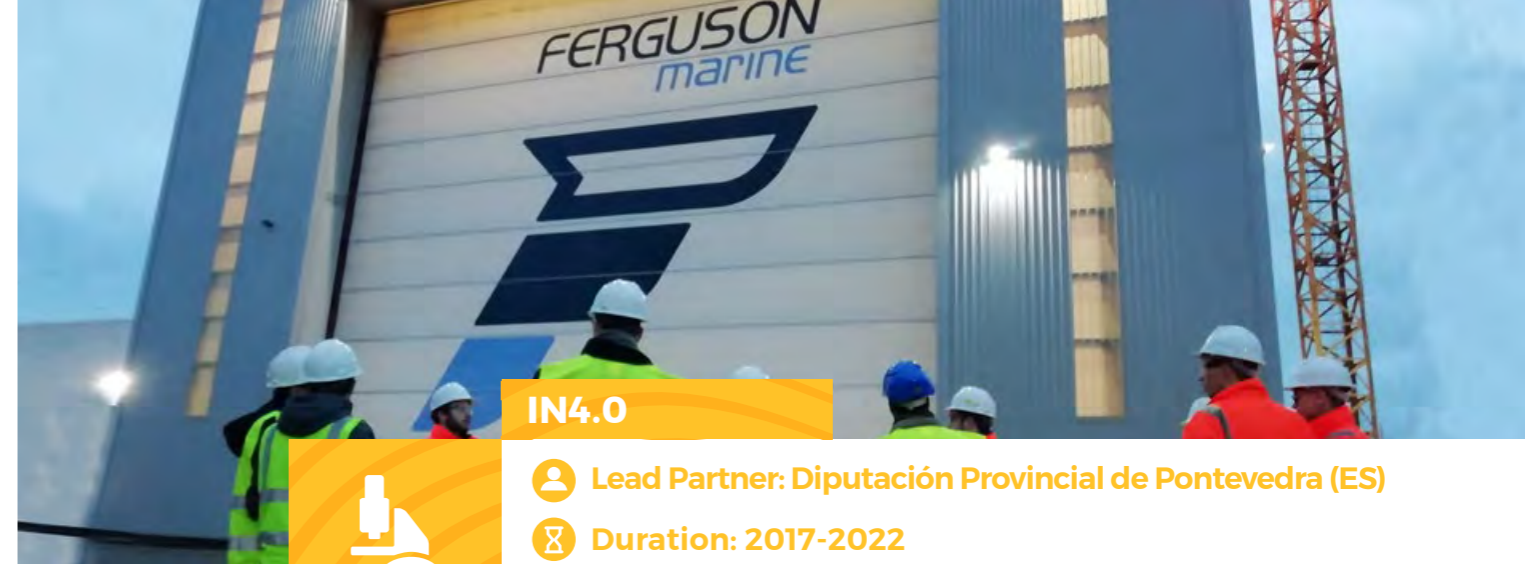 FERGUSON
marine
IN4.0
Lead Partner: Diputación Provincial de Pontevedra (ES)
Duration: 2017-2022